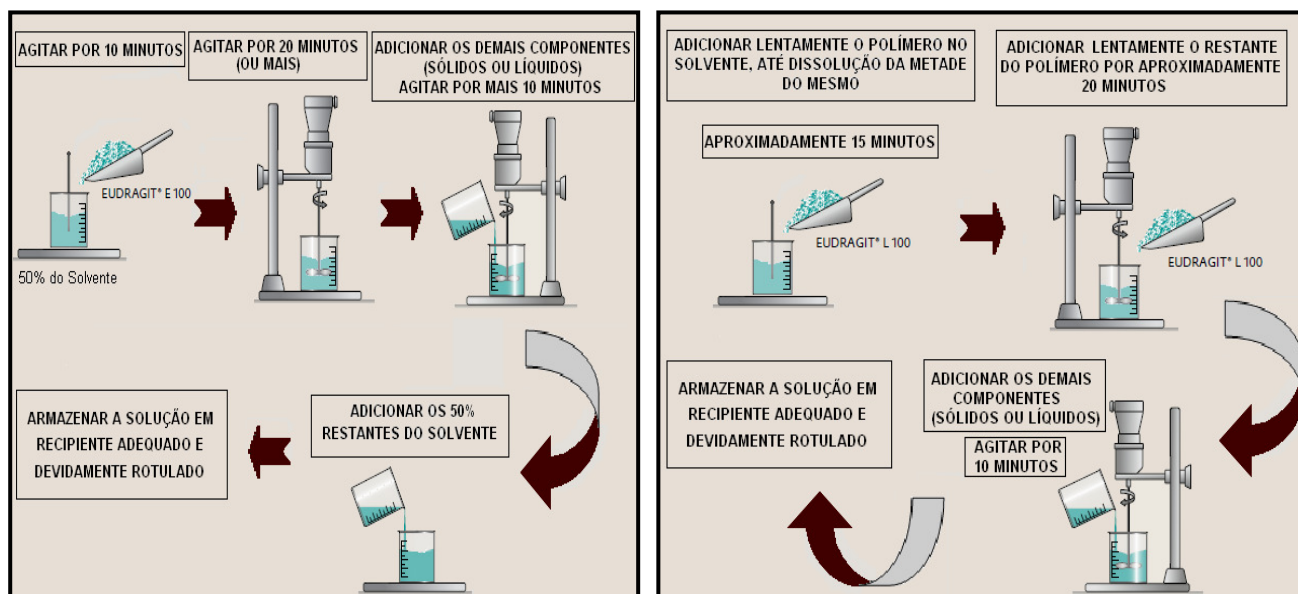 AGITAR POR 10 MINUTOS
AGITAR POR 20 MINUTOS
(OU MAIS)
ADICIONAR OS DEMAIS COMPONENTES
(SÓLIDOS OU LÍQUIDOS)
AGITAR POR MAIS 10 MINUTOS
EUDRAGIT® E 100
50% do Solvente
ADICIONAR OS 50%
RESTANTES DO SOLVENTE
ARMAZENAR A SOLUÇÃO EM
RECIPIENTE ADEQUADO E
DEVIDAMENTE ROTULADO
ADICIONAR LENTAMENTE O POLÍMERO NO
SOLVENTE, ATÉ DISSOLUÇÃO DA METADE
DO MESMO
APROXIMADAMENTE 15 MINUTOS
EUDRAGIT® L 100
ADICIONAR LENTAMENTE O RESTANTE
DO POLÍMERO POR APROXIMADAMENTE
20 MINUTOS
EUDRAGIT® L 100
ADICIONAR OS DEMAIS
COMPONENTES
(SÓLIDOS OU LÍQUIDOS)
AGITAR POR
10 MINUTOS
ARMAZENAR A SOLUÇÃO EM
RECIPIENTE ADEQUADO E
DEVIDAMENTE ROTULADO